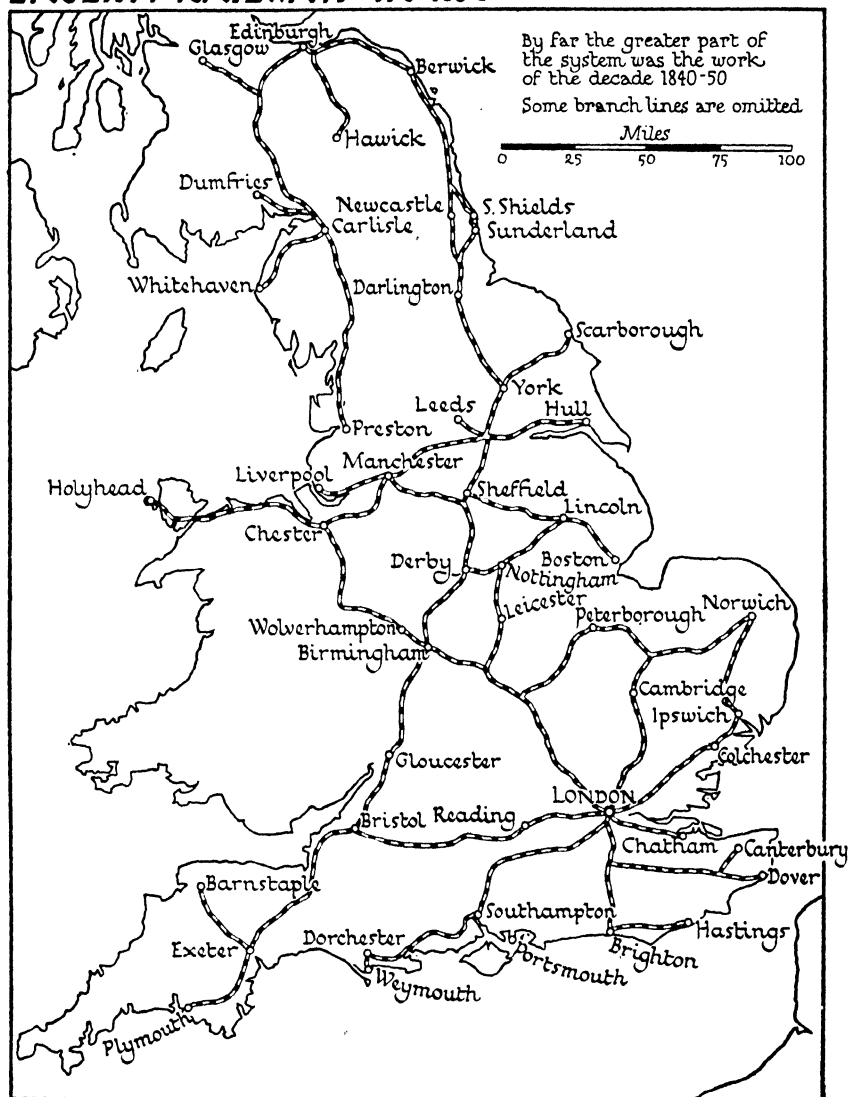 By far the greater part of
the system was the work
of the decade 1840-50
Some branch lines are omitted
Miles
0 25 50 75 100
Edinburgh
Glasgow
Berwick
Hawick
Dumfries
Newcastle
S. Shields
Carlisle
Sunderland
Whitehaven
Darlington
Scarborough
York
Leeds
Hull
Preston
Manchester
Liverpool
Holyhead
Sheffield
Lincoln
Chester
Derby
Boston
Nottingham
Leicester
Peterborough
Norwich
Wolverhampton
Birmingham
Cambridge
Ipswich
Colchester
Gloucester
LONDON
Bristol
Reading
Chatham
Canterbury
Dover
Barnstaple
Southampton
Hastings
Exeter
Dorchester
Portsmouth
Brighton
Weymouth
Plymouth